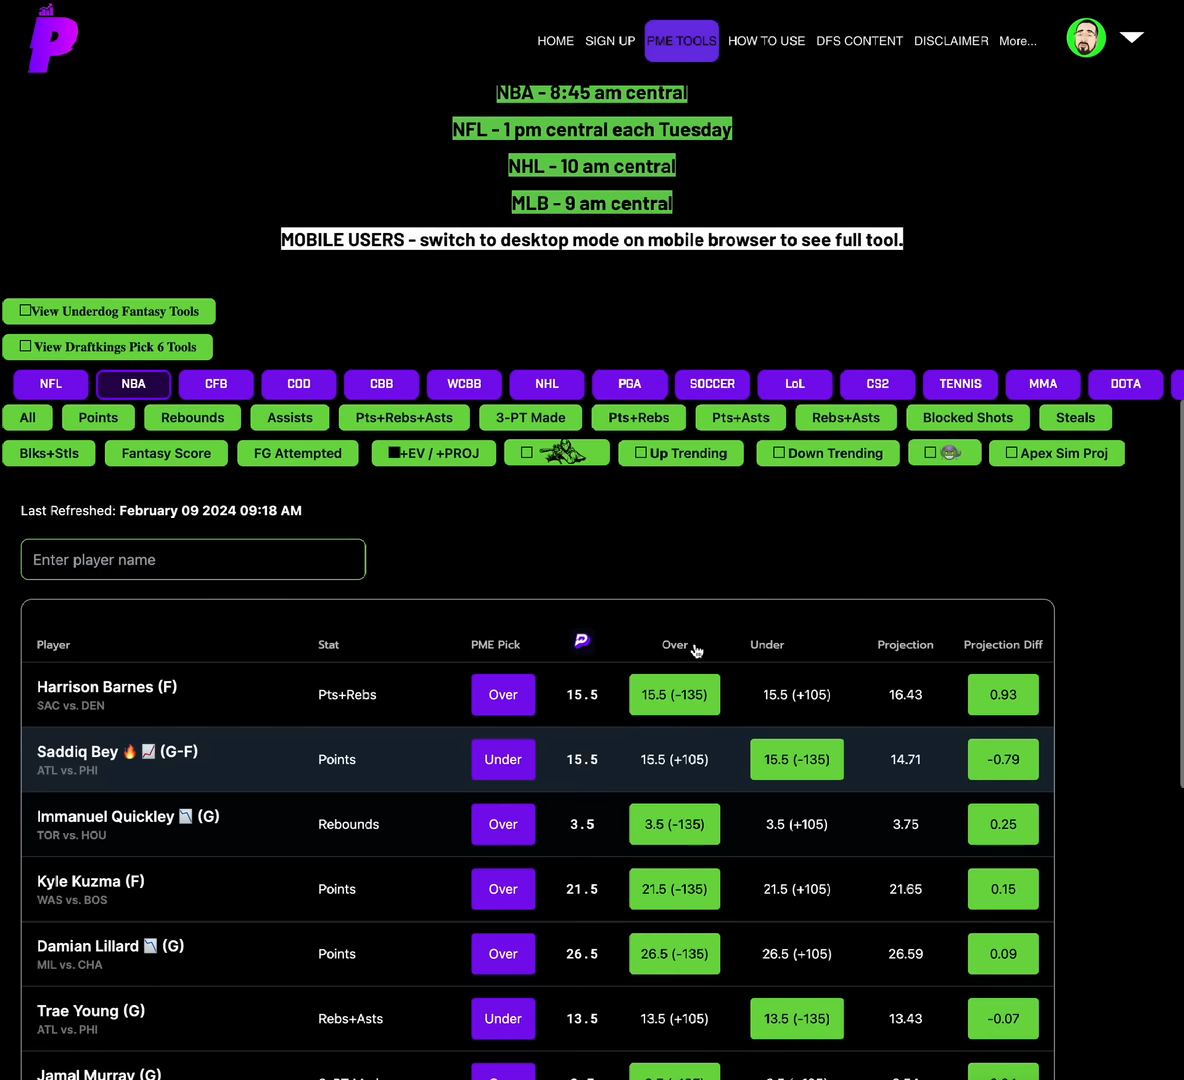 HOME SIGN UP PME TOOLS HOW TO USE DFS CONTENT DISCLAIMER More...
NBA - 8:45 am central
NFL - 1 pm central each Tuesday
NHL - 10 am central
MLB - 9 am central
MOBILE USERS - switch to desktop mode on mobile browser to see full tool.
View Underdog Fantasy Tools
View Draftkings Pick 6 Tools
NFL NBA CFB COD CBB WCBB NHL PGA SOCCER LoL CS2 TENNIS MMA DOTA
All Points Rebounds Assists Pts+Rebs+Asts 3-PT Made Pts+Rebs Pts+Asts Rebs+Asts Blocked Shots Steals
Blks+Stls Fantasy Score FG Attempted +EV / +PROJ Up Trending Down Trending Apex Sim Proj
Last Refreshed: February 09 2024 09:18 AM
Enter player name
Player Stat PME Pick P Over Under Projection Projection Diff
Harrison Barnes (F) Pts+Rebs Over 15.5 15.5 (-135) 15.5 (+105) 16.43 0.93
SAC vs. DEN
Saddiq Bey 🔥 📈 (G-F) Points Under 15.5 15.5 (+105) 15.5 (-135) 14.71 -0.79
ATL vs. PHI
Immanuel Quickley 📉 (G) Rebounds Over 3.5 3.5 (-135) 3.5 (+105) 3.75 0.25
TOR vs. HOU
Kyle Kuzma (F) Points Over 21.5 21.5 (-135) 21.5 (+105) 21.65 0.15
WAS vs. BOS
Damian Lillard 📉 (G) Points Over 26.5 26.5 (-135) 26.5 (+105) 26.59 0.09
MIL vs. CHA
Trae Young (G) Rebs+Asts Under 13.5 13.5 (+105) 13.5 (-135) 13.43 -0.07
ATL vs. PHI
Jamal Murray (G)